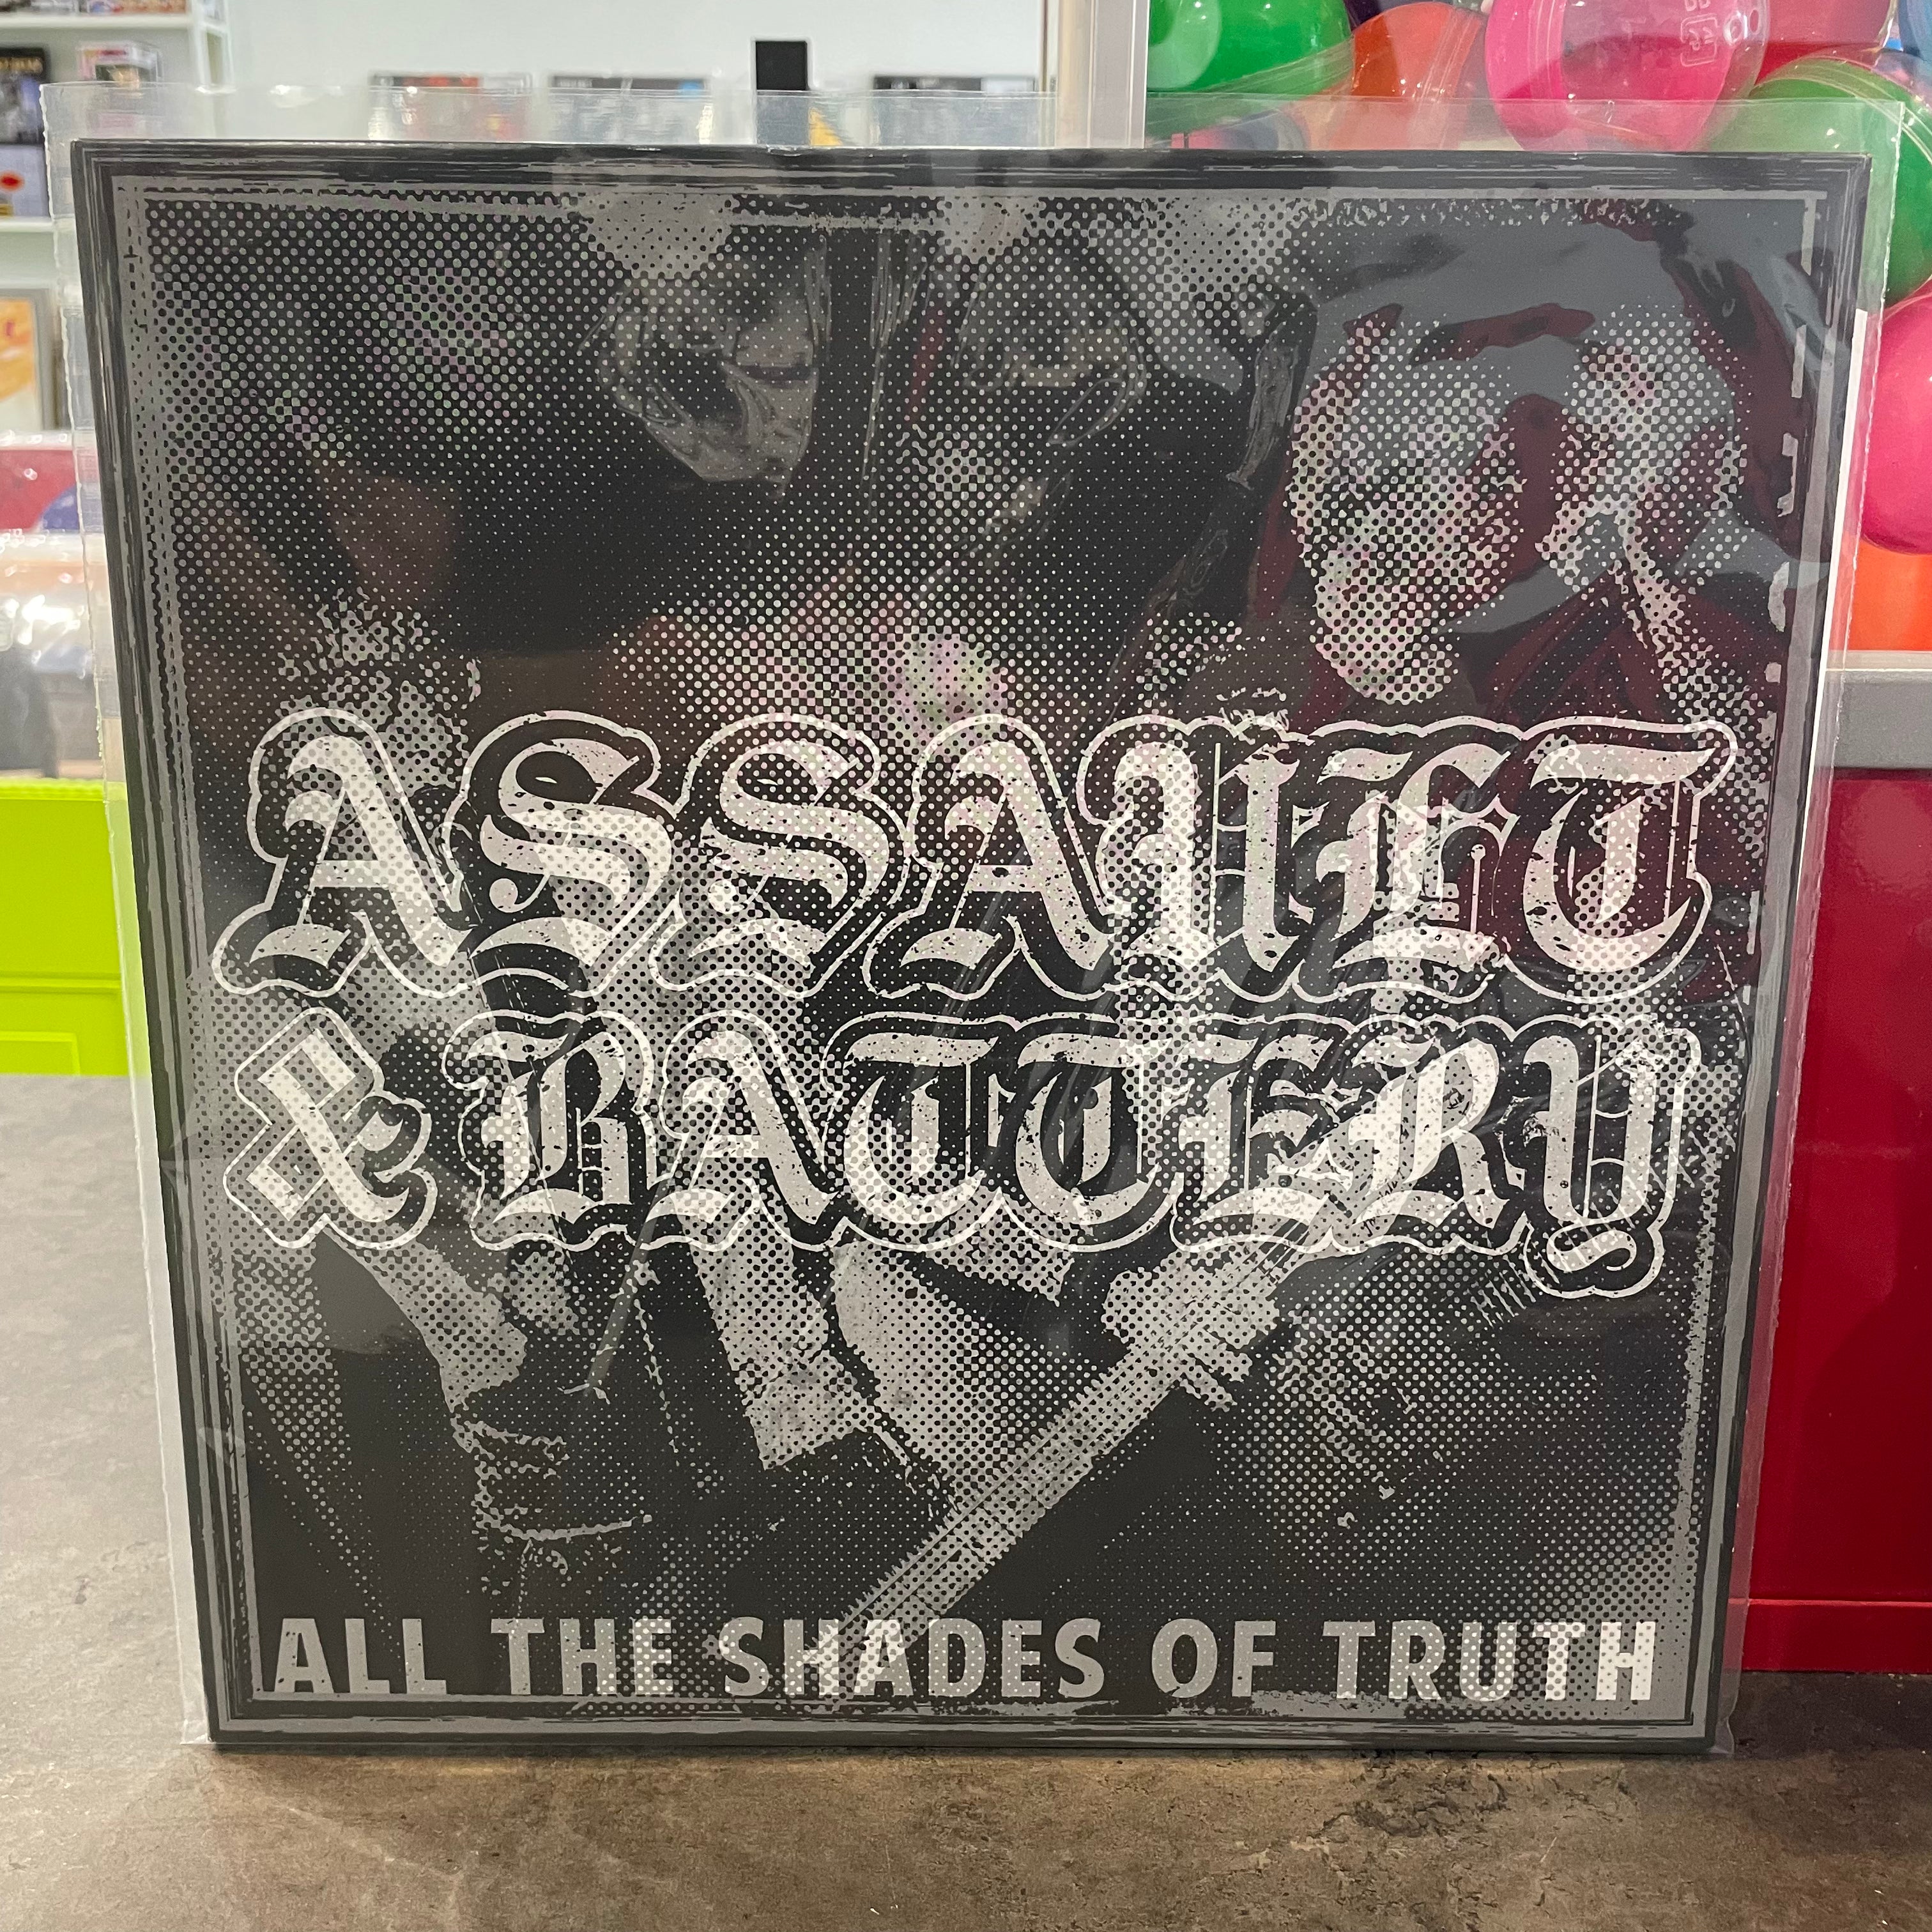 ASSAULT
& BATTERY
ALL THE SHADES OF TRUTH